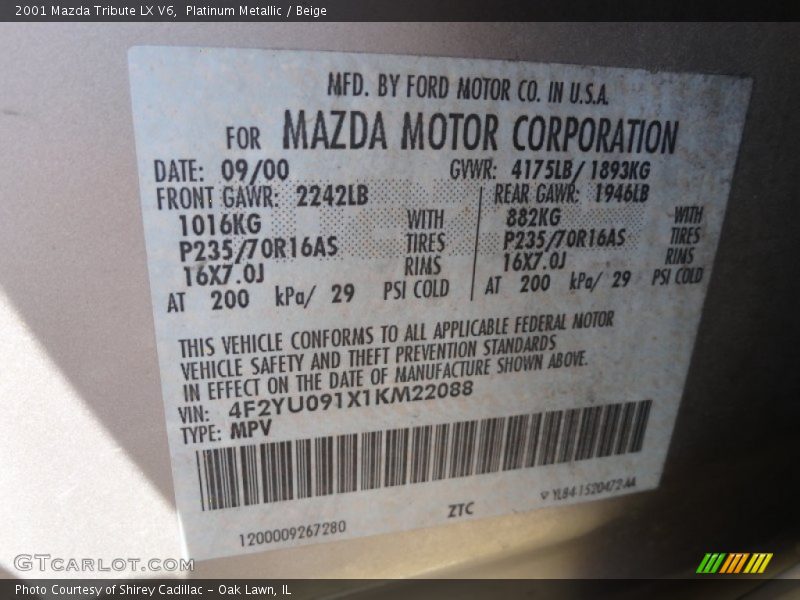 2001 Mazda Tribute LX V6,  Platinum Metallic / Beige
MFD. BY FORD MOTOR CO. IN U.S.A.
FOR MAZDA MOTOR CORPORATION
DATE: 09/00 GVWR: 4175LB/ 1893KG
FRONT GAWR: 2242LB REAR GAWR: 1946LB
1016KG WITH 882KG WITH
P235/70R16AS TIRES P235/70R16AS TIRES
16X7.0J RIMS 16X7.0J RIMS
AT 200 kPa/ 29 PSI COLD AT 200 kPa/ 29 PSI COLD
THIS VEHICLE CONFORMS TO ALL APPLICABLE FEDERAL MOTOR
VEHICLE SAFETY AND THEFT PREVENTION STANDARDS
IN EFFECT ON THE DATE OF MANUFACTURE SHOWN ABOVE.
VIN: 4F2YU091X1KM22088
TYPE: MPV
1200009267280 ZTC YL84-1520472-AA
GTcarlot.com
Photo Courtesy of Shirey Cadillac – Oak Lawn, IL